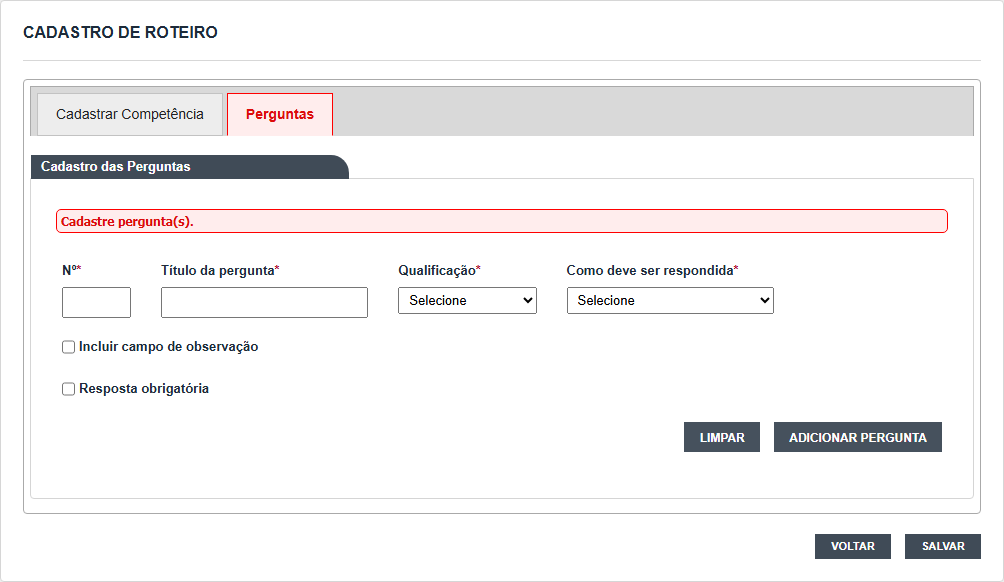 CADASTRO DE ROTEIRO
Cadastrar Competência Perguntas
Cadastro das Perguntas
Cadastre pergunta(s).
Nº* Título da pergunta* Qualificação* Como deve ser respondida*
Selecione Selecione
Incluir campo de observação
Resposta obrigatória
LIMPAR ADICIONAR PERGUNTA
VOLTAR SALVAR